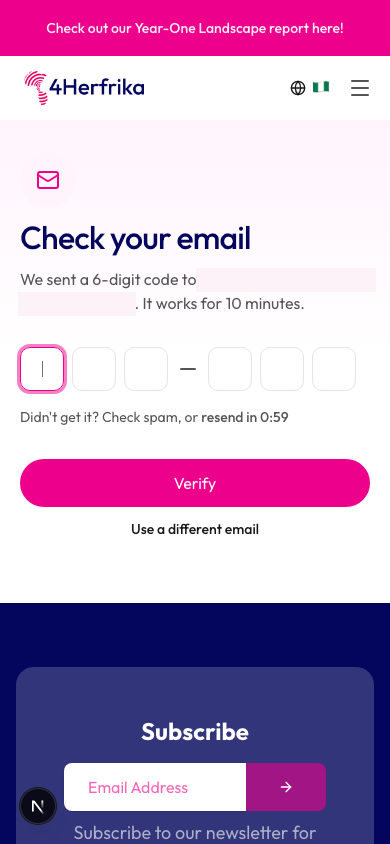 Check out our Year-One Landscape report here!
4Herfrika
Check your email
We sent a 6-digit code to
. It works for 10 minutes.
Didn't get it? Check spam, or resend in 0:59
Verify
Use a different email
Subscribe
Email Address
N
Subscribe to our newsletter for